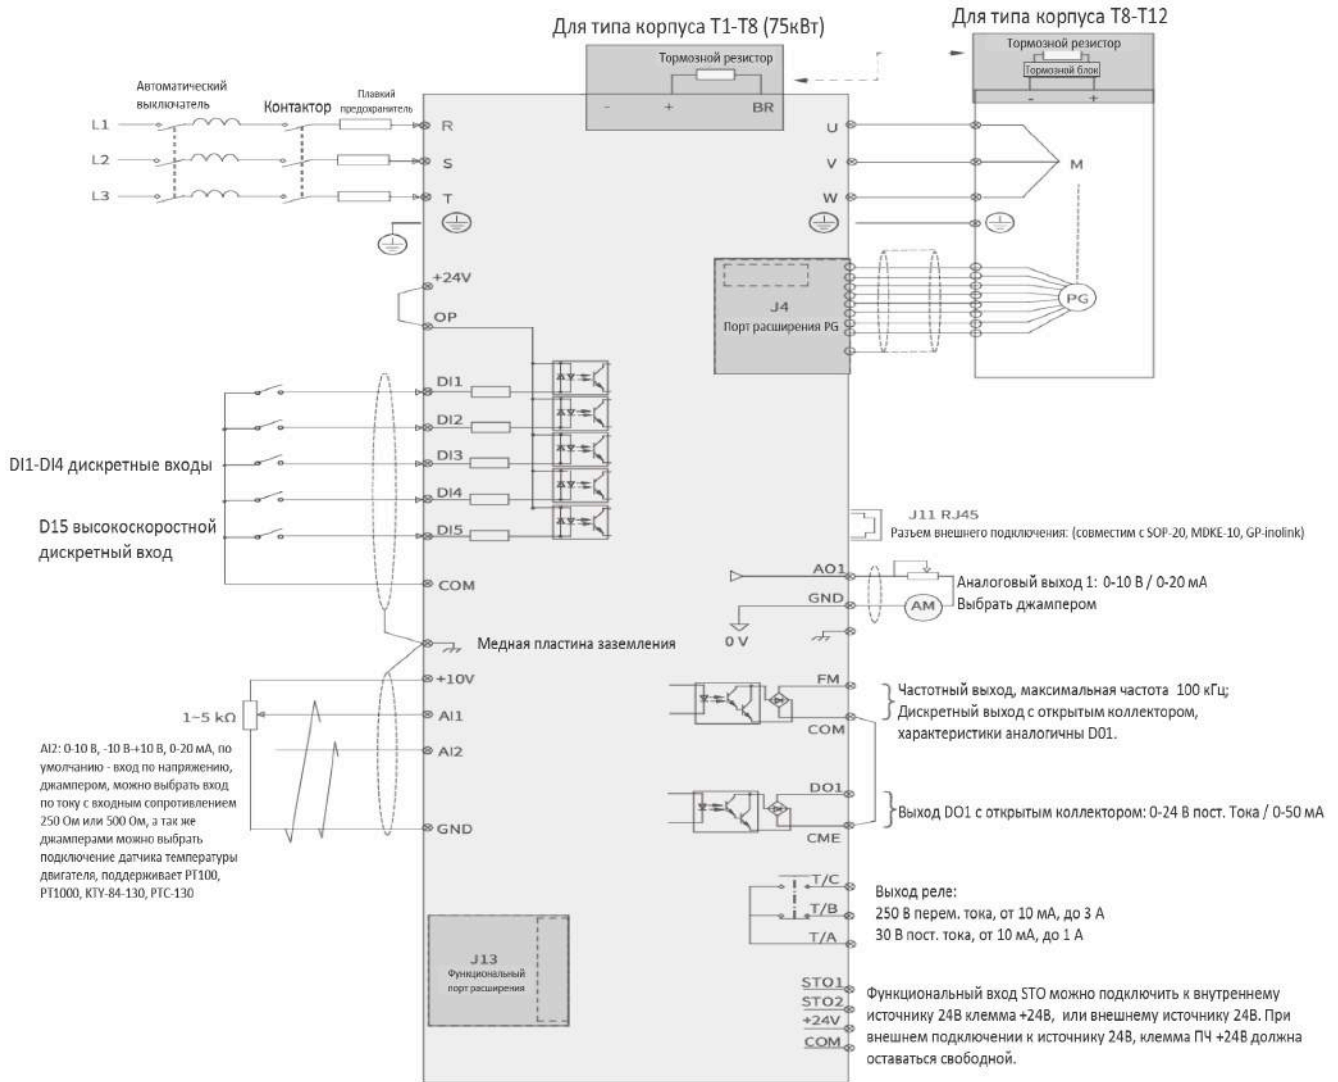 Для типа корпуса T1-T8 (75кВт)
Для типа корпуса T8-T12
Тормозной резистор
Тормозной резистор
Тормозной блок
-
+
BR
-
+
Автоматический
выключатель
Контактор
Плавкий
предохранитель
L1
R
U
L2
S
V
M
L3
T
W
+24V
OP
J4
Порт расширения PG
PG
DI1
DI2
DI3
DI4
DI5
COM
DI1-DI4 дискретные входы
D15 высокоскоростной
дискретный вход
J11 RJ45
Разъем внешнего подключения: (совместим с SOP-20, MDKE-10, GP-inolink)
AO1
GND
0 V
AM
Аналоговый выход 1: 0-10 В / 0-20 мА
Выбрать джампером
Медная пластина заземления
+10V
AI1
AI2
GND
1~5 kΩ
AI2: 0-10 В, -10 В-+10 В, 0-20 мА, по
умолчанию - вход по напряжению,
джампером, можно выбрать вход
по току с входным сопротивлением
250 Ом или 500 Ом, а так же
джамперами можно выбрать
подключение датчика температуры
двигателя, поддерживает PT100,
PT1000, KTY-84-130, PTC-130
FM
COM
Частотный выход, максимальная частота 100 кГц;
Дискретный выход с открытым коллектором,
характеристики аналогичны D01.
DO1
CME
Выход DO1 с открытым коллектором: 0-24 В пост. Тока / 0-50 мА
T/C
T/B
T/A
Выход реле:
250 В перем. тока, от 10 мА, до 3 А
30 В пост. тока, от 10 мА, до 1 А
J13
Функциональный
порт расширения
STO1
STO2
+24V
COM
Функциональный вход STO можно подключить к внутреннему
источнику 24В клемма +24В, или внешнему источнику 24В. При
внешнем подключении к источнику 24В, клемма ПЧ +24В должна
оставаться свободной.